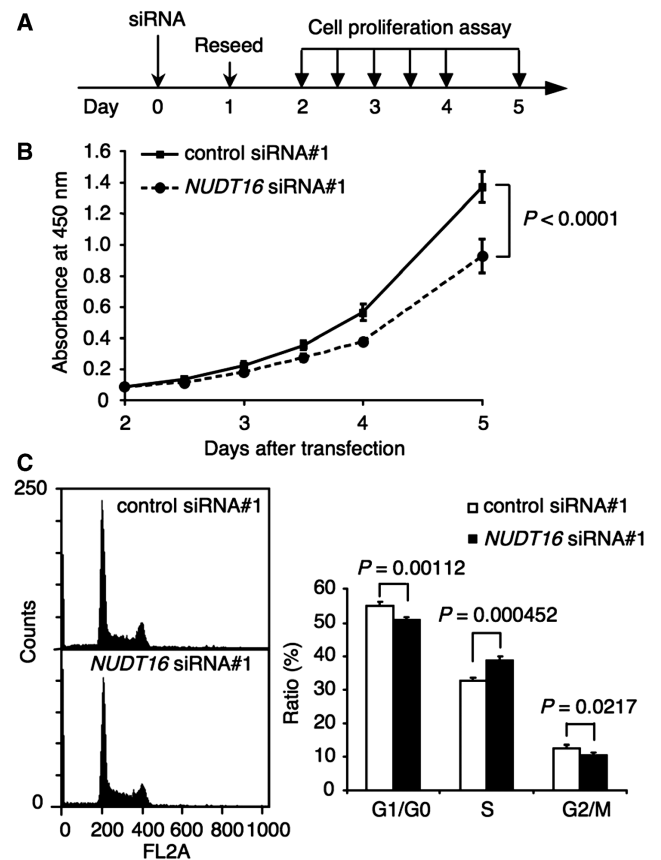 A
siRNA
Reseed
Cell proliferation assay
Day 0 1 2 3 4 5
B
control siRNA#1
NUDT16 siRNA#1
Absorbance at 450 nm
1.6
1.4
1.2
1.0
0.8
0.6
0.4
0.2
0
P < 0.0001
2 3 4 5
Days after transfection
C
250
control siRNA#1
Counts
NUDT16 siRNA#1
0
0 200 400 600 800 1000
FL2A
control siRNA#1
NUDT16 siRNA#1
P = 0.00112
P = 0.000452
P = 0.0217
Ratio (%)
60
50
40
30
20
10
0
G1/G0 S G2/M